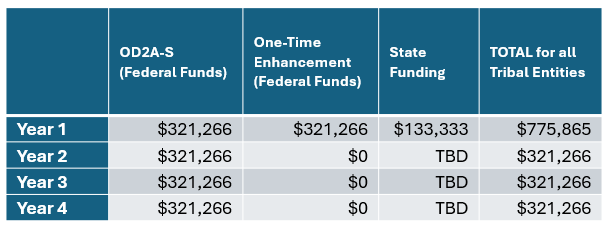 OD2A-S
(Federal Funds)
One-Time
Enhancement
(Federal Funds)
State
Funding
TOTAL for all
Tribal Entities
Year 1 $321,266 $321,266 $133,333 $775,865
Year 2 $321,266 $0 TBD $321,266
Year 3 $321,266 $0 TBD $321,266
Year 4 $321,266 $0 TBD $321,266